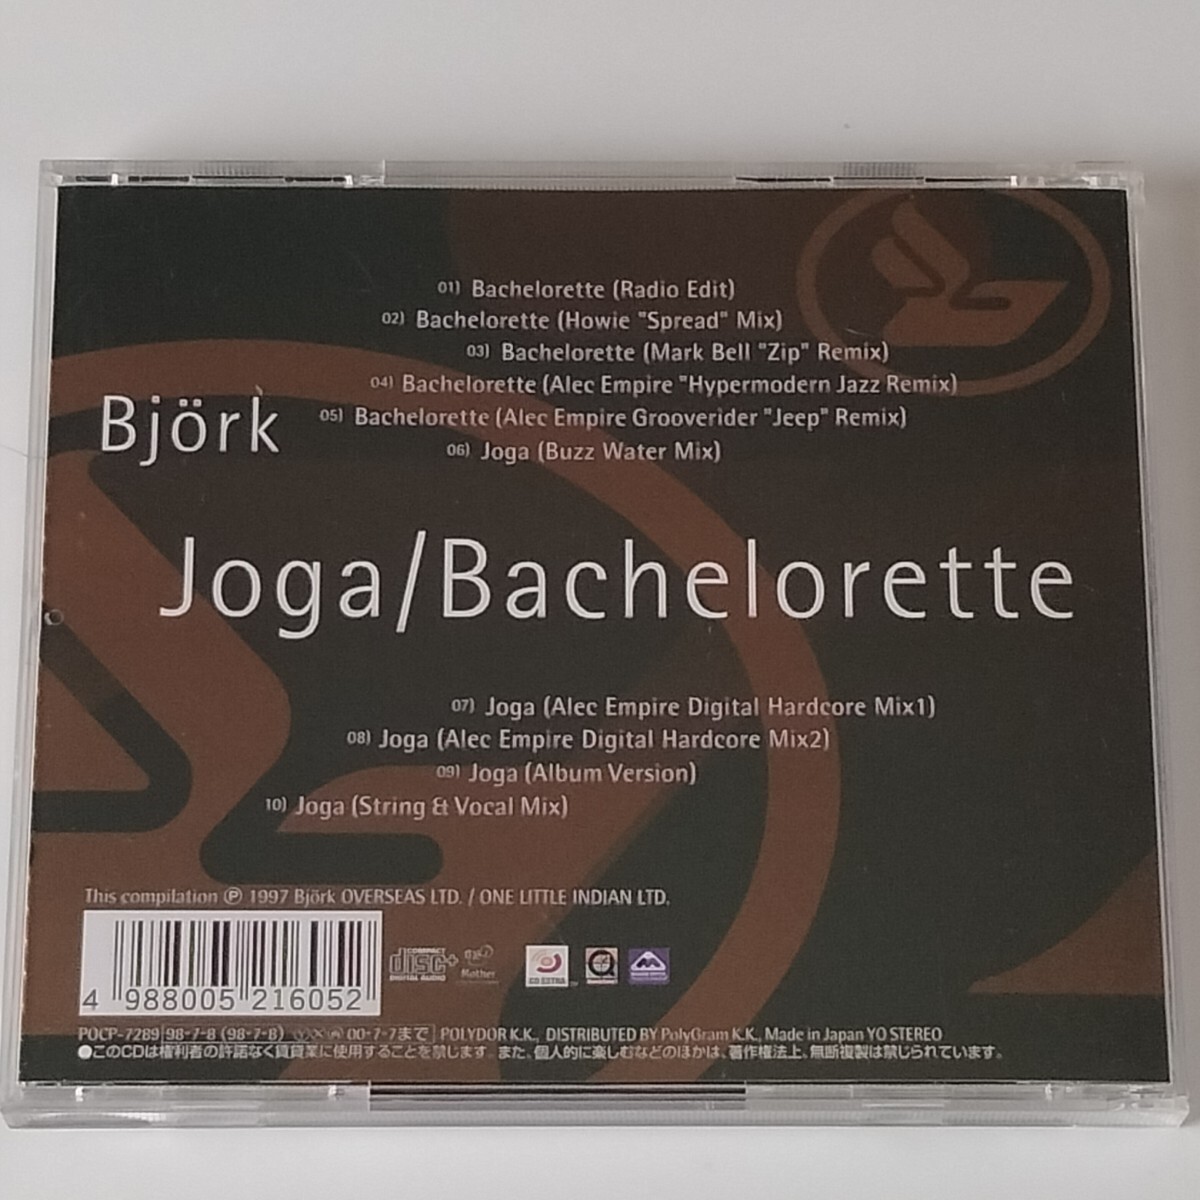 01) Bachelorette (Radio Edit)
02) Bachelorette (Howie "Spread" Mix)
03) Bachelorette (Mark Bell "Zip" Remix)
04) Bachelorette (Alec Empire "Hypermodern Jazz Remix)
Björk
05) Bachelorette (Alec Empire Grooverider "Jeep" Remix)
06) Joga (Buzz Water Mix)
Joga/Bachelorette
07) Joga (Alec Empire Digital Hardcore Mix1)
08) Joga (Alec Empire Digital Hardcore Mix2)
09) Joga (Album Version)
10) Joga (String & Vocal Mix)
This compilation ℗ 1997 Björk OVERSEAS LTD. / ONE LITTLE INDIAN LTD.
COMPACT disc+ DIGITAL AUDIO
Mother
CD EXTRA
4 988005 216052
POCP-7289 98-7-8 (98-7-8) 00-7-7まで POLYDOR K.K., DISTRIBUTED BY PolyGram K.K., Made in Japan YO STEREO
●このCDは権利者の許諾なく賃貸業に使用することを禁じます。また、個人的に楽しむなどのほかは、著作権法上、無断複製は禁じられています。